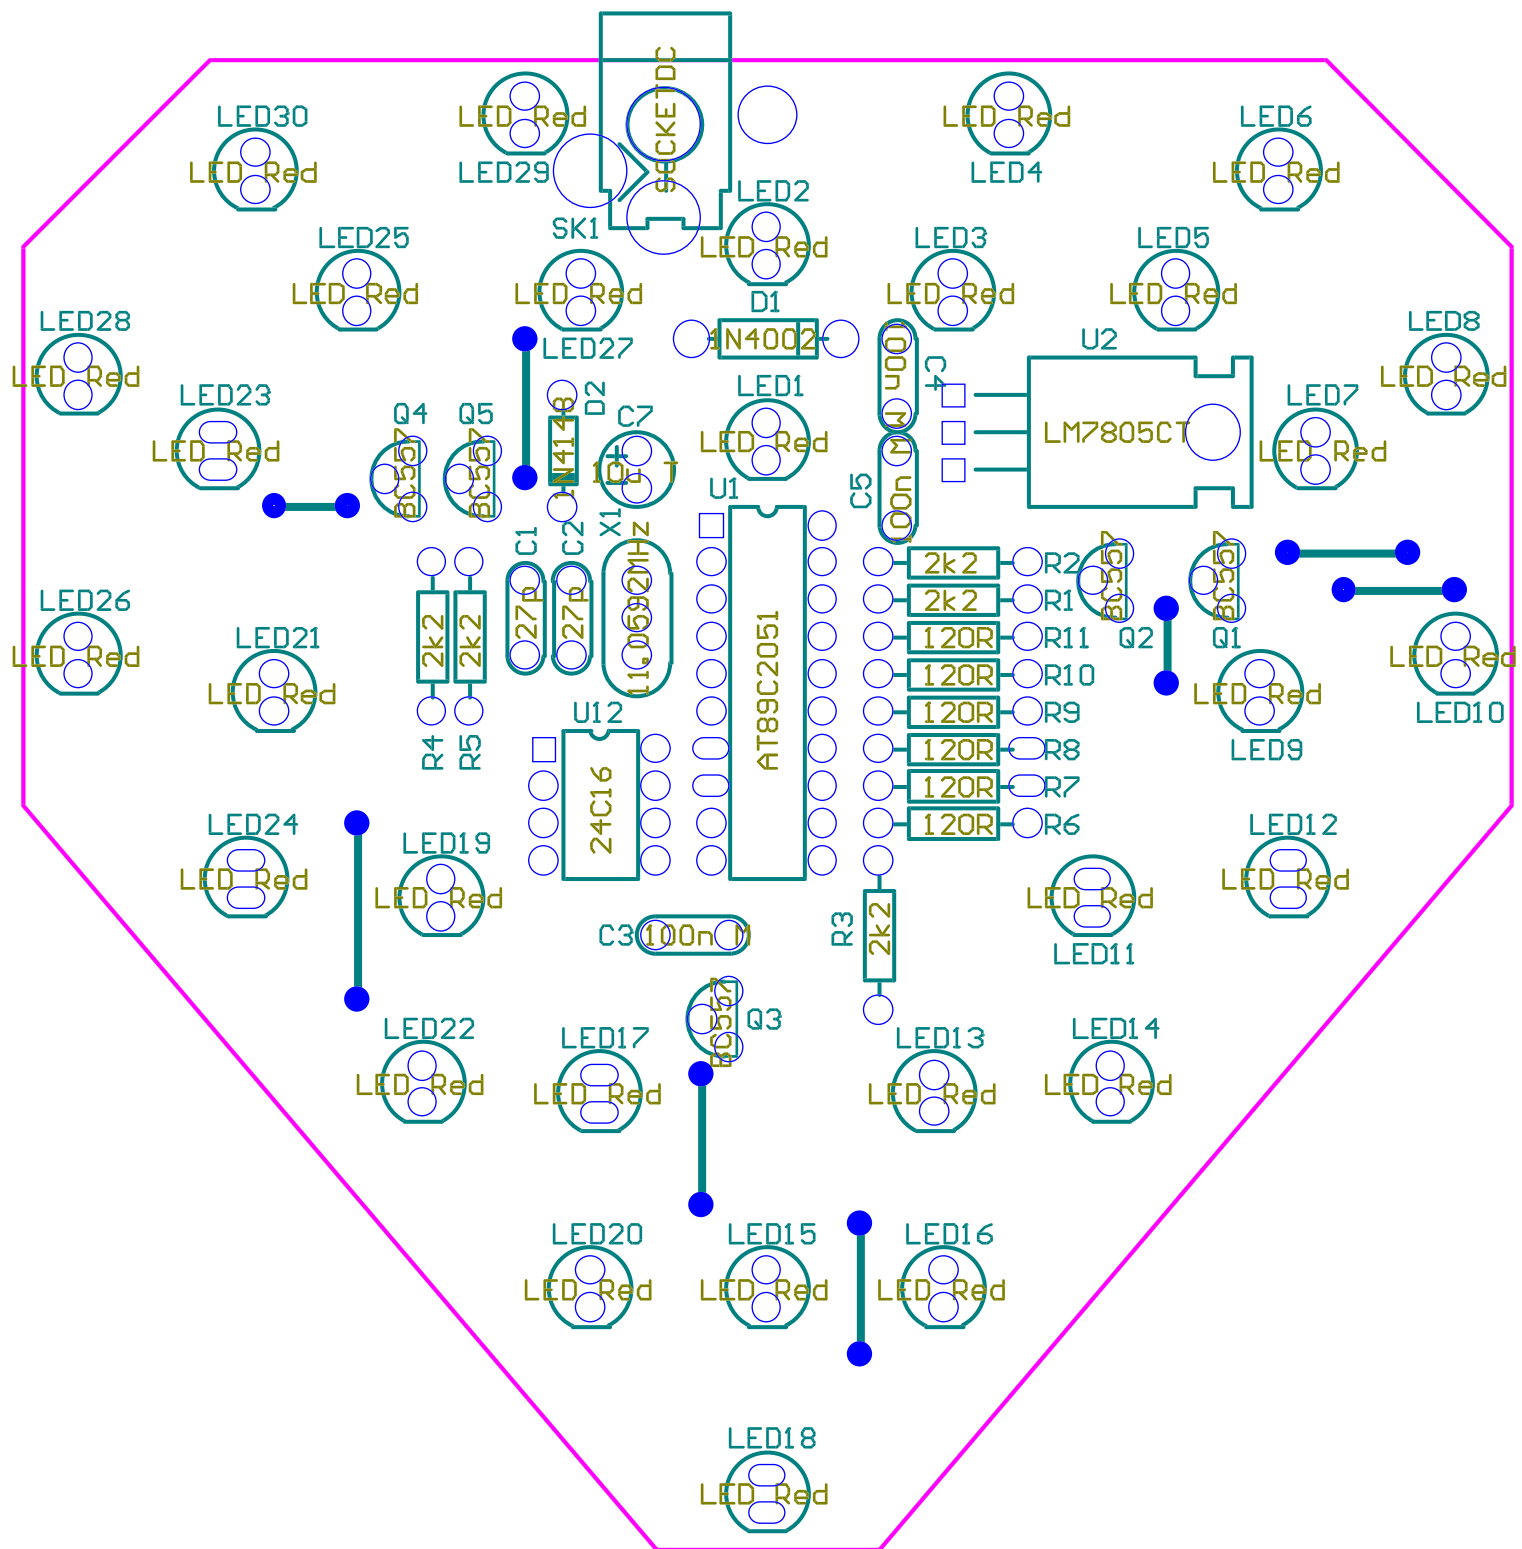 SOCKETDC
LED30
LED Red
LED Red
LED29
LED Red
LED4
LED6
LED Red
LED Red
LED2
LED Red
SK1
LED25
LED Red
LED Red
LED27
LED3
LED Red
LED5
LED Red
D1
1N4002
LED28
LED Red
LED8
LED Red
U2
LM7805CT
C4
100n M
LED23
LED Red
Q4
BC557
Q5
BC557
D2
1N4148
C7
+
10u T
LED1
LED Red
LED7
LED Red
C5
100n M
U1
AT89C2051
X1
11.0592MHz
C1
27p
C2
27p
2k2
R2
2k2
R1
120R
R11
120R
R10
120R
R9
120R
R8
120R
R7
120R
R6
BC557
Q2
BC557
Q1
LED26
LED Red
LED21
LED Red
2k2
R4
2k2
R5
LED Red
LED10
LED Red
LED9
U12
24C16
LED24
LED Red
LED19
LED Red
LED12
LED Red
LED Red
LED11
C3
100n M
R3
2k2
BC557
Q3
LED22
LED Red
LED17
LED Red
LED13
LED Red
LED14
LED Red
LED20
LED Red
LED15
LED Red
LED16
LED Red
LED18
LED Red